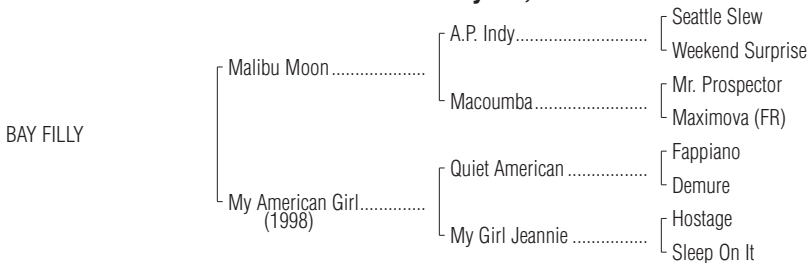 Seattle Slew
A.P. Indy
Weekend Surprise
Malibu Moon
Mr. Prospector
Macoumba
Maximova (FR)
BAY FILLY
Fappiano
Quiet American
Demure
My American Girl
(1998)
Hostage
My Girl Jeannie
Sleep On It